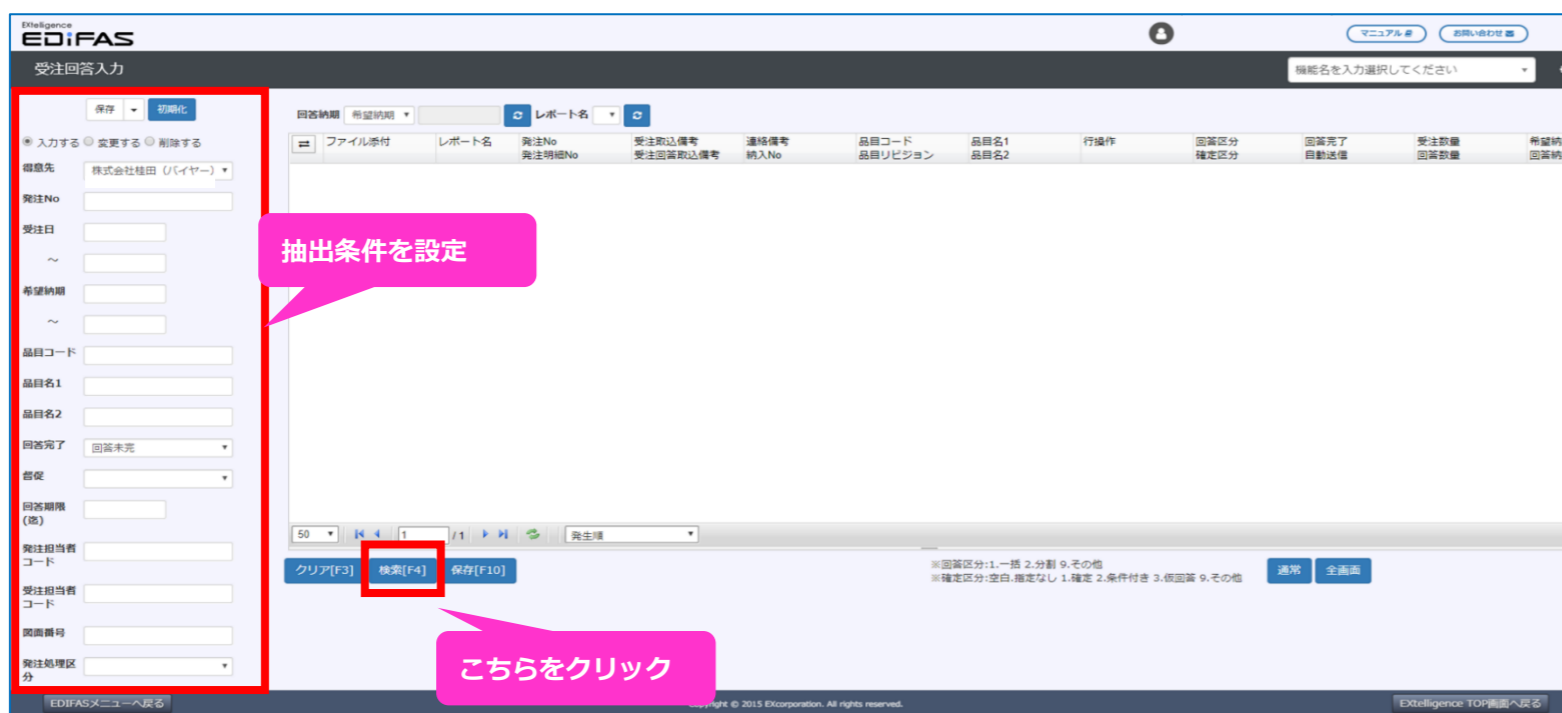 EXtelligence
EDiFAS
マニュアル
お問い合わせ
受注回答入力
機能名を入力選択してください
保存
初期化
入力する 変更する 削除する
得意先 株式会社桂田（バイヤー）
発注No
受注日
～
希望納期
～
品目コード
品目名1
品目名2
回答完了 回答未完
督促
回答期限
(迄)
発注担当者
コード
受注担当者
コード
図面番号
発注処理区
分
回答納期 希望納期 レポート名
ファイル添付 レポート名 発注No 受注取込備考 連絡備考 品目コード 品目名1 行操作 回答区分 回答完了 受注数量 希望納
発注明細No 受注回答取込備考 納入No 品目リビジョン 品目名2 確定区分 自動送信 回答数量 回答納
抽出条件を設定
50 1 /1 発生順
クリア[F3] 検索[F4] 保存[F10]
※回答区分:1.一括 2.分割 9.その他
※確定区分:空白.指定なし 1.確定 2.条件付き 3.仮回答 9.その他
通常 全画面
こちらをクリック
EDIFASメニューへ戻る
© 2015 EXcorporation. All rights reserved.
EXtelligence TOP画面へ戻る